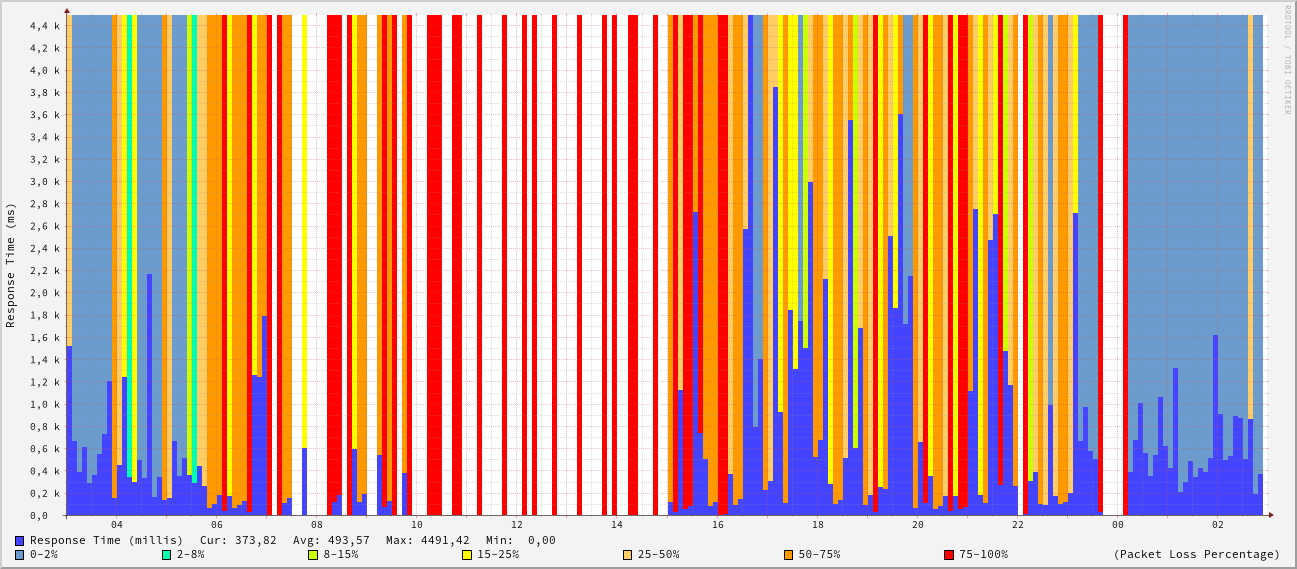 RRDTOOL / TOBI OETIKER
Response Time (ms)
4,4 k
4,2 k
4,0 k
3,8 k
3,6 k
3,4 k
3,2 k
3,0 k
2,8 k
2,6 k
2,4 k
2,2 k
2,0 k
1,8 k
1,6 k
1,4 k
1,2 k
1,0 k
0,8 k
0,6 k
0,4 k
0,2 k
0,0
04 06 08 10 12 14 16 18 20 22 00 02
Response Time (millis) Cur: 373,82 Avg: 493,57 Max: 4491,42 Min: 0,00
0-2% 2-8% 8-15% 15-25% 25-50% 50-75% 75-100% (Packet Loss Percentage)